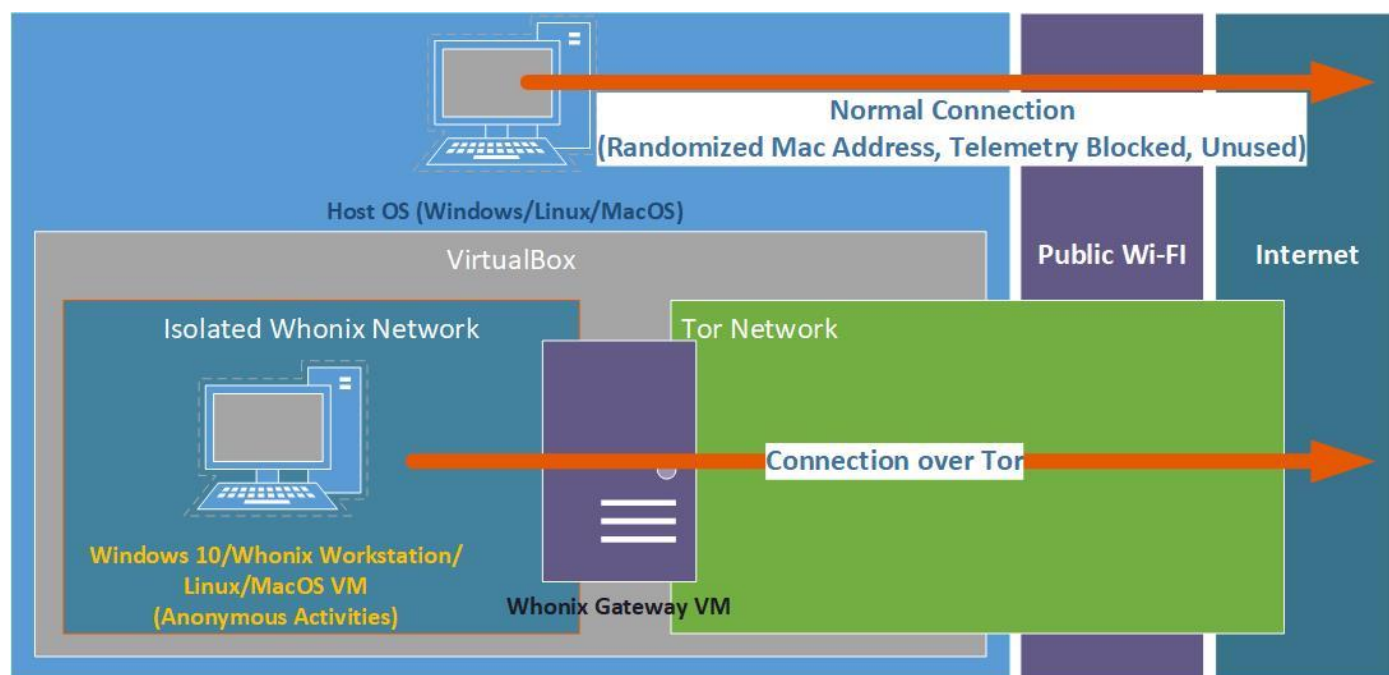 Normal Connection
(Randomized Mac Address, Telemetry Blocked, Unused)
Host OS (Windows/Linux/MacOS)
VirtualBox
Public Wi-FI
Internet
Isolated Whonix Network
Tor Network
Connection over Tor
Windows 10/Whonix Workstation/
Linux/MacOS VM
(Anonymous Activities)
Whonix Gateway VM